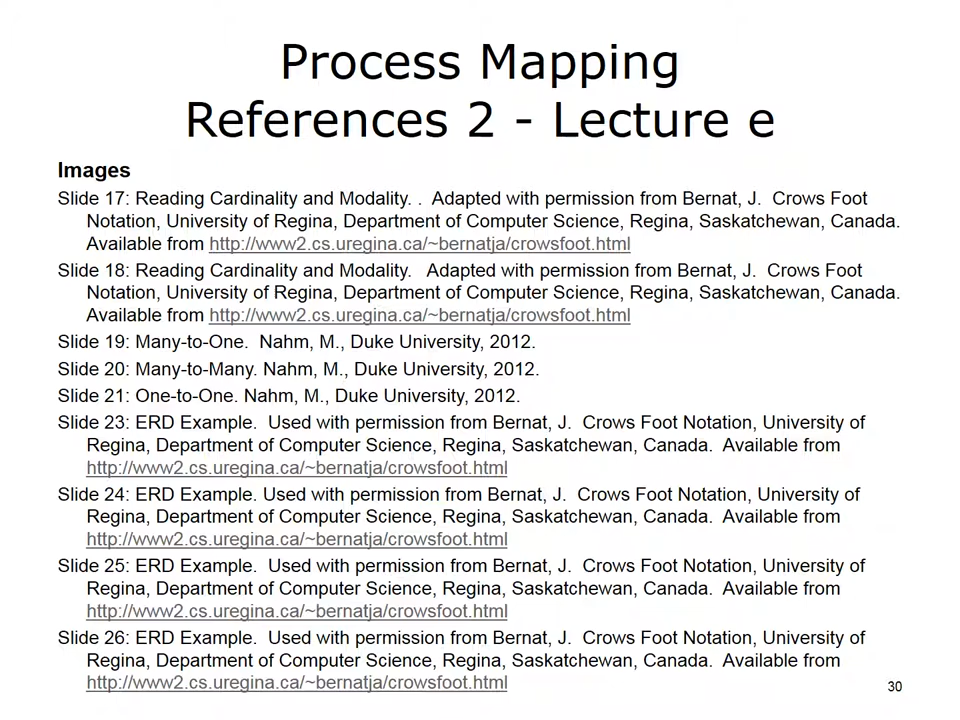 Process Mapping
References 2 - Lecture e
Images
Slide 17: Reading Cardinality and Modality. .  Adapted with permission from Bernat, J.  Crows Foot
Notation, University of Regina, Department of Computer Science, Regina, Saskatchewan, Canada.
Available from http://www2.cs.uregina.ca/~bernatja/crowsfoot.html
Slide 18: Reading Cardinality and Modality.   Adapted with permission from Bernat, J.  Crows Foot
Notation, University of Regina, Department of Computer Science, Regina, Saskatchewan, Canada.
Available from http://www2.cs.uregina.ca/~bernatja/crowsfoot.html
Slide 19: Many-to-One.  Nahm, M., Duke University, 2012.
Slide 20: Many-to-Many. Nahm, M., Duke University, 2012.
Slide 21: One-to-One. Nahm, M., Duke University, 2012.
Slide 23: ERD Example.  Used with permission from Bernat, J.  Crows Foot Notation, University of
Regina, Department of Computer Science, Regina, Saskatchewan, Canada.  Available from
http://www2.cs.uregina.ca/~bernatja/crowsfoot.html
Slide 24: ERD Example. Used with permission from Bernat, J.  Crows Foot Notation, University of
Regina, Department of Computer Science, Regina, Saskatchewan, Canada.  Available from
http://www2.cs.uregina.ca/~bernatja/crowsfoot.html
Slide 25: ERD Example.  Used with permission from Bernat, J.  Crows Foot Notation, University of
Regina, Department of Computer Science, Regina, Saskatchewan, Canada.  Available from
http://www2.cs.uregina.ca/~bernatja/crowsfoot.html
Slide 26: ERD Example.  Used with permission from Bernat, J.  Crows Foot Notation, University of
Regina, Department of Computer Science, Regina, Saskatchewan, Canada.  Available from
http://www2.cs.uregina.ca/~bernatja/crowsfoot.html
30